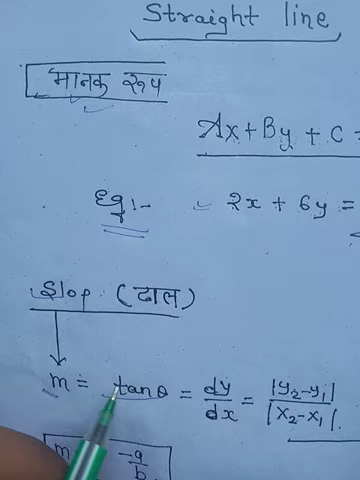 Straight line
मानक रूप
Ax + By + C =
Eg:- 2x + 6y =
Slop (ढाल)
m = tanθ = dy/dx = |y₂-y₁|/|x₂-x₁|.
m -a/b